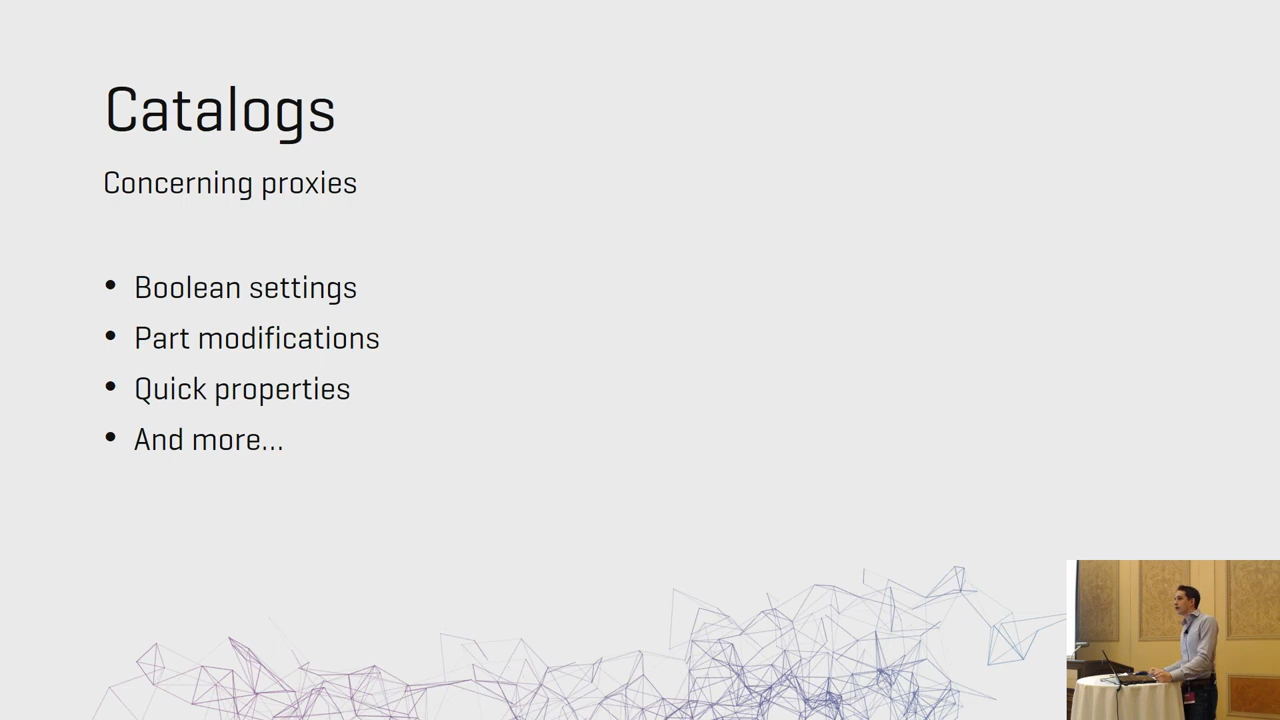 Catalogs
Concerning proxies
• Boolean settings
• Part modifications
• Quick properties
• And more...